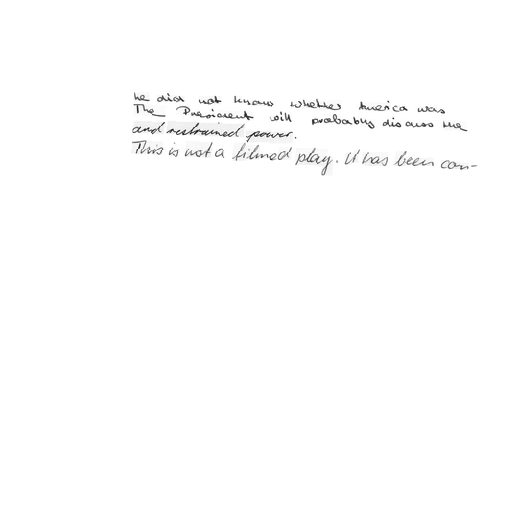 he did not know whether America was
The President will probably discuss the
and restrained power.
This is not a filmed play. It has been con-